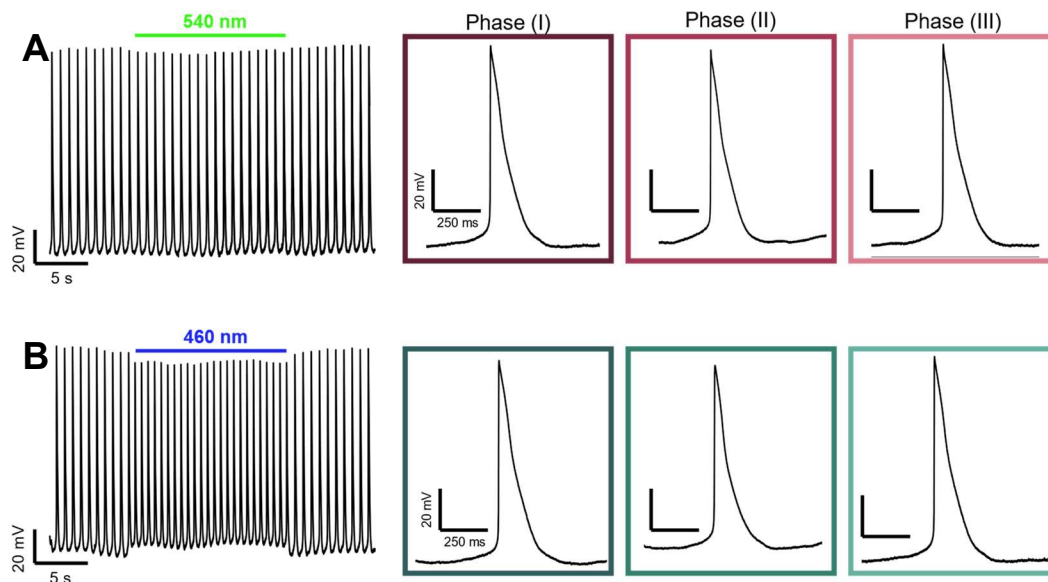 A
540 nm
Phase (I)
Phase (II)
Phase (III)
20 mV
5 s
20 mV
250 ms
B
460 nm
20 mV
5 s
20 mV
250 ms